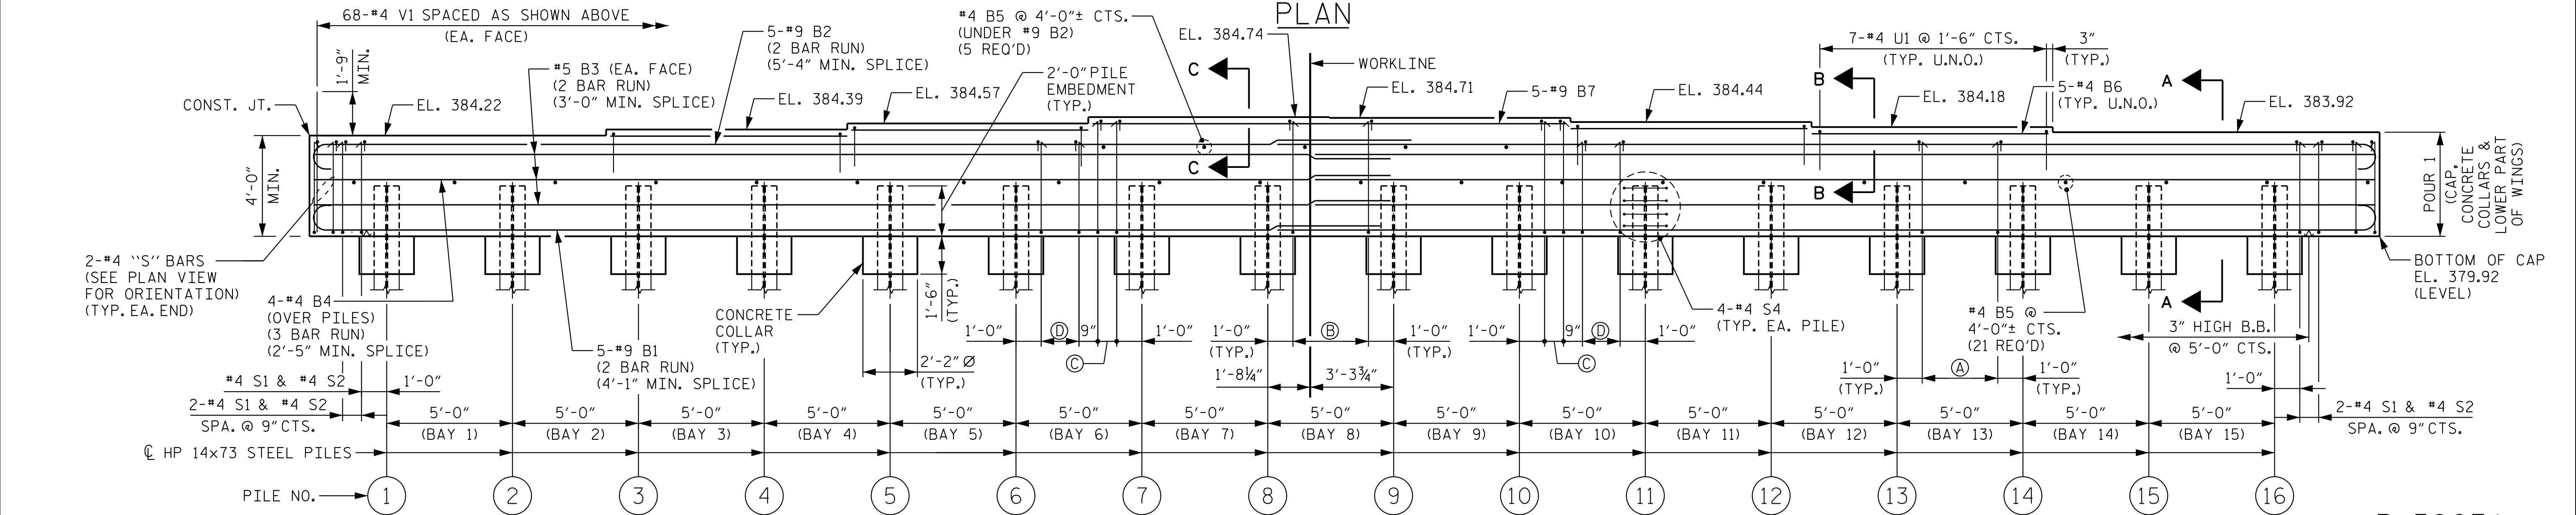 PLAN
68-#4 V1 SPACED AS SHOWN ABOVE
(EA. FACE)
1'-9"
MIN.
CONST. JT.
EL. 384.22
#5 B3 (EA. FACE)
(2 BAR RUN)
(3'-0" MIN. SPLICE)
5-#9 B2
(2 BAR RUN)
(5'-4" MIN. SPLICE)
EL. 384.39
EL. 384.57
#4 B5 @ 4'-0"± CTS.
(UNDER #9 B2)
(5 REQ'D)
2'-0" PILE
EMBEDMENT
(TYP.)
EL. 384.74
C
C
WORKLINE
EL. 384.71
5-#9 B7
EL. 384.44
7-#4 U1 @ 1'-6" CTS.
(TYP. U.N.O.)
3"
(TYP.)
B
B
EL. 384.18
5-#4 B6
(TYP. U.N.O.)
A
A
EL. 383.92
4'-0"
MIN.
POUR 1
(CAP,
CONCRETE
COLLARS &
LOWER PART
OF WINGS)
2-#4 "S" BARS
(SEE PLAN VIEW
FOR ORIENTATION)
(TYP. EA. END)
4-#4 B4
(OVER PILES)
(3 BAR RUN)
(2'-5" MIN. SPLICE)
5-#9 B1
(2 BAR RUN)
(4'-1" MIN. SPLICE)
CONCRETE
COLLAR
(TYP.)
1'-6"
(TYP.)
2'-2" Ø
(TYP.)
1'-0"
D
9"
1'-0"
C
1'-0"
(TYP.)
B
1'-0"
(TYP.)
1'-8¼"
3'-3¾"
1'-0"
9"
D
1'-0"
C
4-#4 S4
(TYP. EA. PILE)
1'-0"
(TYP.)
A
1'-0"
(TYP.)
#4 B5 @
4'-0"± CTS.
(21 REQ'D)
3" HIGH B.B.
@ 5'-0" CTS.
BOTTOM OF CAP
EL. 379.92
(LEVEL)
#4 S1 & #4 S2
1'-0"
2-#4 S1 & #4 S2
SPA. @ 9" CTS.
1'-0"
2-#4 S1 & #4 S2
SPA. @ 9" CTS.
5'-0" 5'-0" 5'-0" 5'-0" 5'-0" 5'-0" 5'-0" 5'-0" 5'-0" 5'-0" 5'-0" 5'-0" 5'-0" 5'-0" 5'-0"
(BAY 1) (BAY 2) (BAY 3) (BAY 4) (BAY 5) (BAY 6) (BAY 7) (BAY 8) (BAY 9) (BAY 10) (BAY 11) (BAY 12) (BAY 13) (BAY 14) (BAY 15)
℄ HP 14x73 STEEL PILES
PILE NO. 1 2 3 4 5 6 7 8 9 10 11 12 13 14 15 16